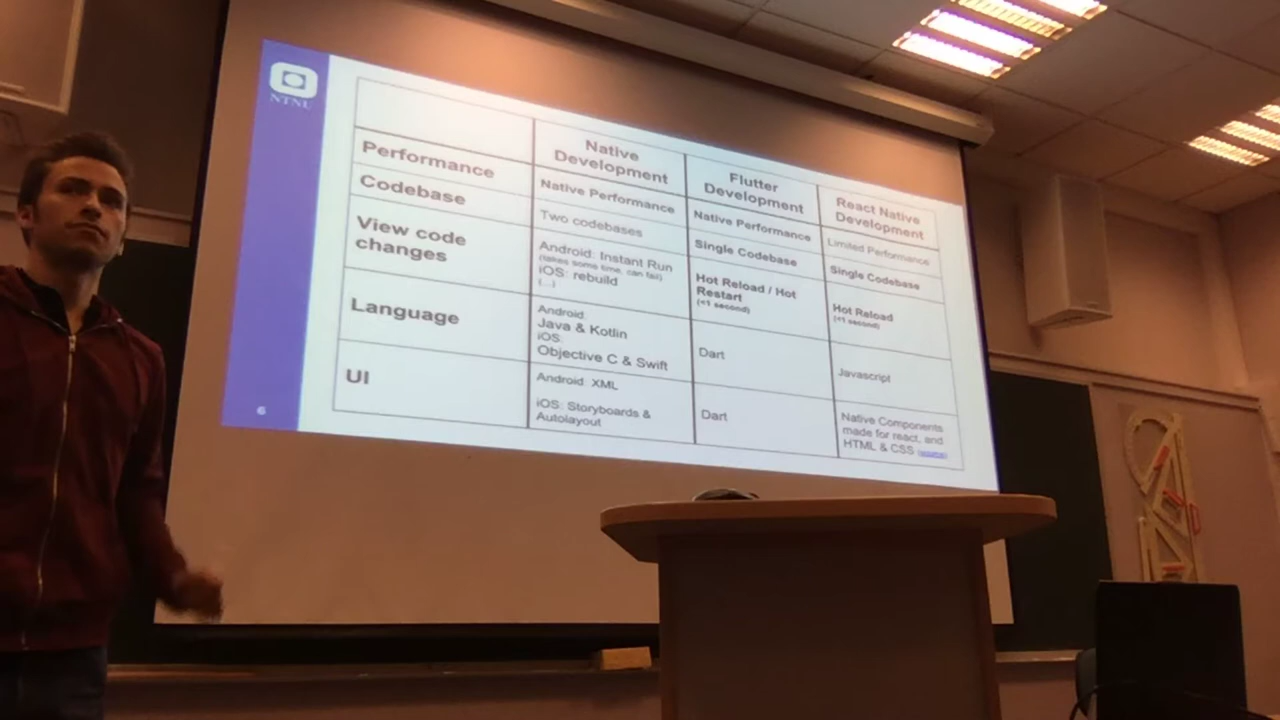 NTNU
Native
Development
Flutter
Development
React Native
Development
Performance
Native Performance
Native Performance
Limited Performance
Codebase
Two codebases
Single Codebase
Single Codebase
View code
changes
Android: Instant Run
(takes some time, can fail)
iOS: rebuild
(...)
Hot Reload / Hot
Restart
(<1 second)
Hot Reload
(<1 second)
Language
Android:
Java & Kotlin
iOS:
Objective C & Swift
Dart
Javascript
UI
Android: XML
iOS: Storyboards &
Autolayout
Dart
Native Components
made for react, and
HTML & CSS (source)
6